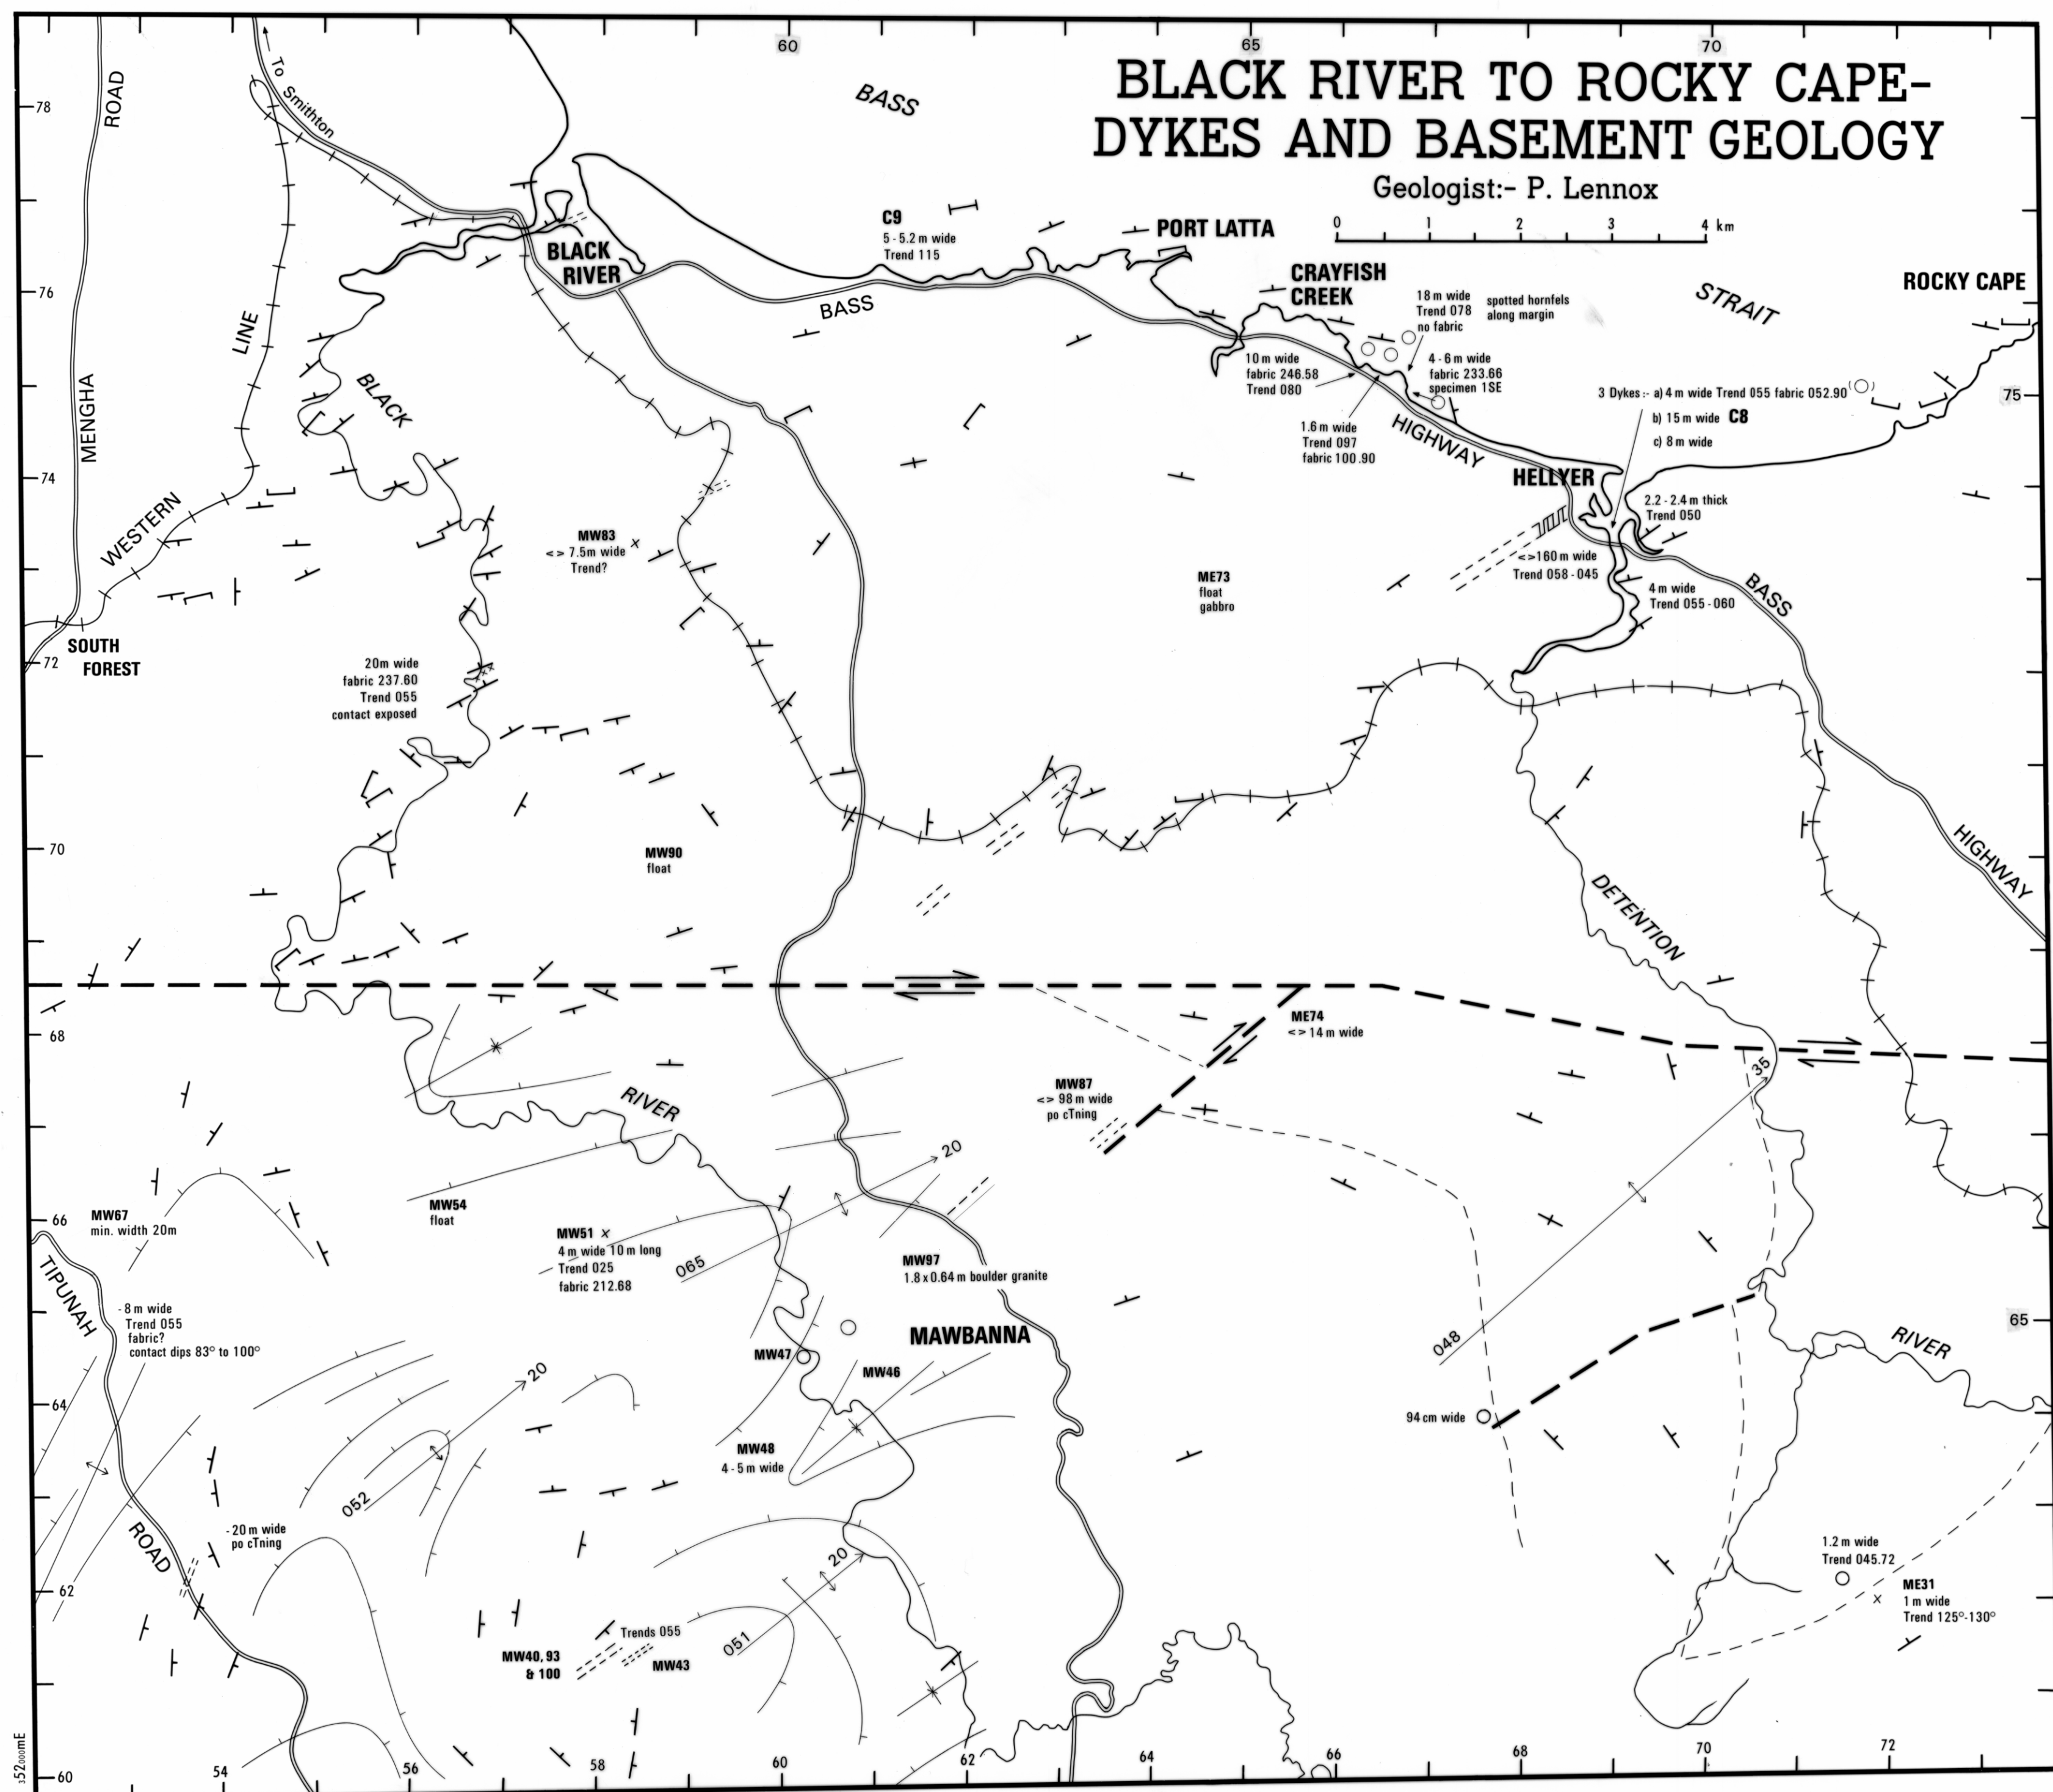 60
65
70
BLACK RIVER TO ROCKY CAPE-
DYKES AND BASEMENT GEOLOGY
Geologist:- P. Lennox
0 1 2 3 4 km
78
76
74
72
70
68
66
64
62
60
75
65
ROAD
MENGHA
To Smithton
BASS
STRAIT
LINE
WESTERN
BLACK
RIVER
BLACK
RIVER
C9
5 - 5.2 m wide
Trend 115
PORT LATTA
BASS
CRAYFISH
CREEK
ROCKY CAPE
18 m wide
Trend 078
no fabric
spotted hornfels
along margin
10 m wide
fabric 246.58
Trend 080
4 - 6 m wide
fabric 233.66
specimen 1SE
1.6 m wide
Trend 097
fabric 100.90
HIGHWAY
3 Dykes :- a) 4 m wide Trend 055 fabric 052.90
b) 15 m wide C8
c) 8 m wide
HELLYER
2.2 - 2.4 m thick
Trend 050
<>160 m wide
Trend 058 - 045
4 m wide
Trend 055 - 060
BASS
HIGHWAY
MW83
<> 7.5m wide
Trend?
ME73
float
gabbro
SOUTH
FOREST
20m wide
fabric 237.60
Trend 055
contact exposed
MW90
float
DETENTION
RIVER
ME74
<> 14 m wide
MW87
<> 98 m wide
po cTning
35
048
RIVER
20
065
MW54
float
MW51 x
4 m wide 10 m long
Trend 025
fabric 212.68
MW67
min. width 20m
TIPUNAH
ROAD
- 8 m wide
Trend 055
fabric?
contact dips 83° to 100°
MW97
1.8 x 0.64 m boulder granite
MAWBANNA
MW47
MW46
MW48
4 - 5 m wide
20
052
94 cm wide
- 20 m wide
po cTning
20
051
Trends 055
MW40, 93
& 100
MW43
1.2 m wide
Trend 045.72
ME31
x 1 m wide
Trend 125°-130°
352000mE
54
56
58
60
62
64
66
68
70
72